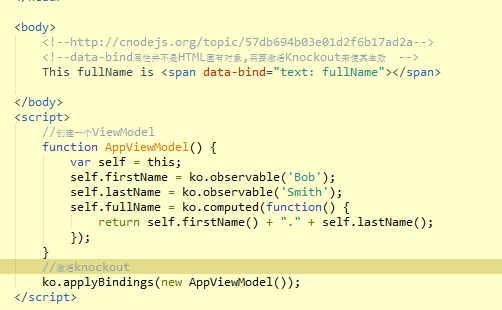 <body>
<!--http://cnodejs.org/topic/57db694b03e01d2f6b17ad2a-->
<!--data-bind属性并不是HTML固有对象,需要激活Knockout来使其生效  -->
This fullName is <span data-bind="text: fullName"></span>
</body>
<script>
//创建一个ViewModel
function AppViewModel() {
var self = this;
self.firstName = ko.observable('Bob');
self.lastName = ko.observable('Smith');
self.fullName = ko.computed(function() {
return self.firstName() + "." + self.lastName();
});
}
//激活knockout
ko.applyBindings(new AppViewModel());
</script>